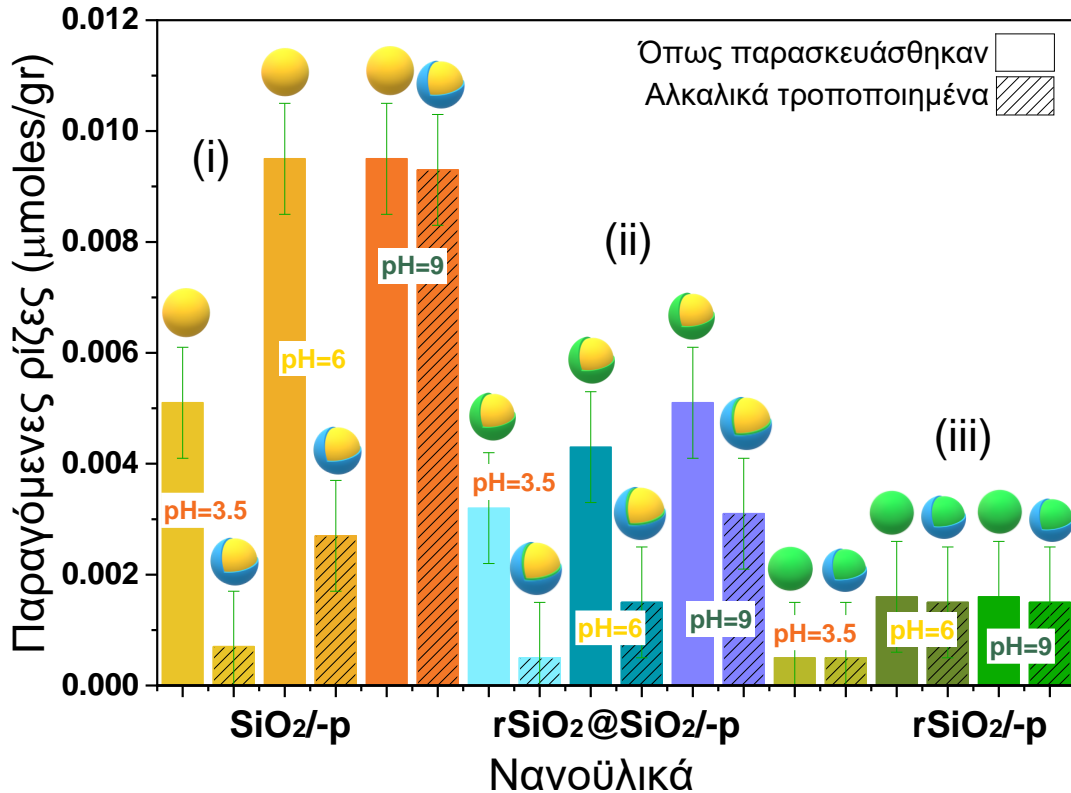 Παραγόμενες ρίζες (μmoles/gr)
0.012
0.010
0.008
0.006
0.004
0.002
0.000
Όπως παρασκευάσθηκαν
Αλκαλικά τροποποιημένα
(i)
(ii)
(iii)
pH=3.5
pH=6
pH=9
pH=3.5
pH=6
pH=9
pH=3.5
pH=6
pH=9
SiO₂/-p
rSiO₂@SiO₂/-p
rSiO₂/-p
Νανοϋλικά